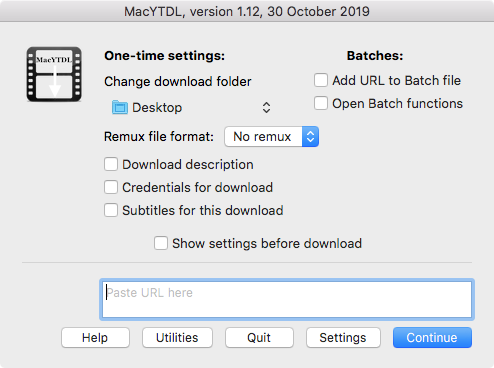 MacYTDL, version 1.12, 30 October 2019
MacYTDL
One-time settings:
Change download folder
Desktop
Remux file format: No remux
Download description
Credentials for download
Subtitles for this download
Batches:
Add URL to Batch file
Open Batch functions
Show settings before download
Paste URL here
Help Utilities Quit Settings Continue